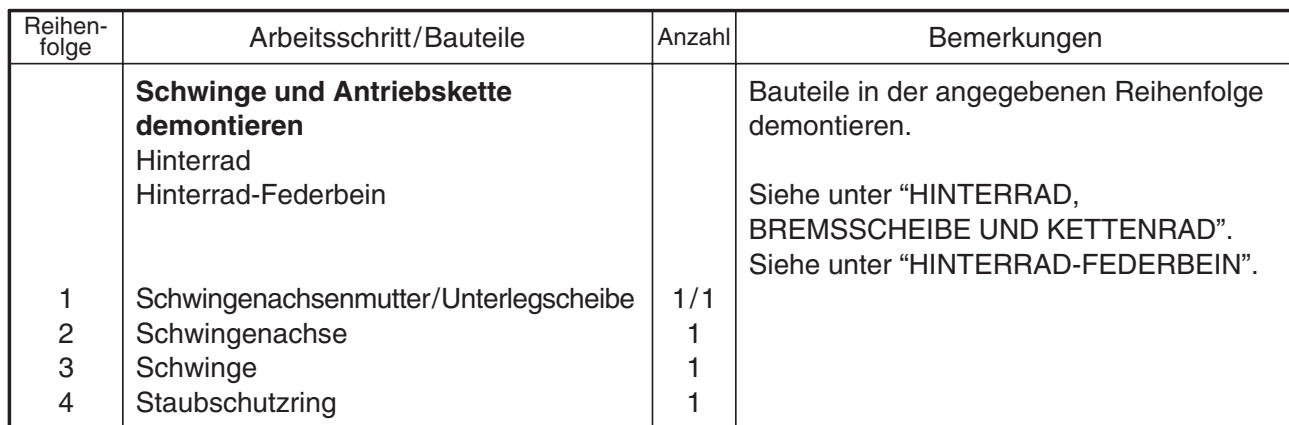 Reihen-
folge Arbeitsschritt/Bauteile Anzahl Bemerkungen
Schwinge und Antriebskette Bauteile in der angegebenen Reihenfolge
demontieren demontieren.
Hinterrad
Hinterrad-Federbein Siehe unter “HINTERRAD,
BREMSSCHEIBE UND KETTENRAD”.
Siehe unter “HINTERRAD-FEDERBEIN”.
1 Schwingenachsenmutter/Unterlegscheibe 1/1
2 Schwingenachse 1
3 Schwinge 1
4 Staubschutzring 1